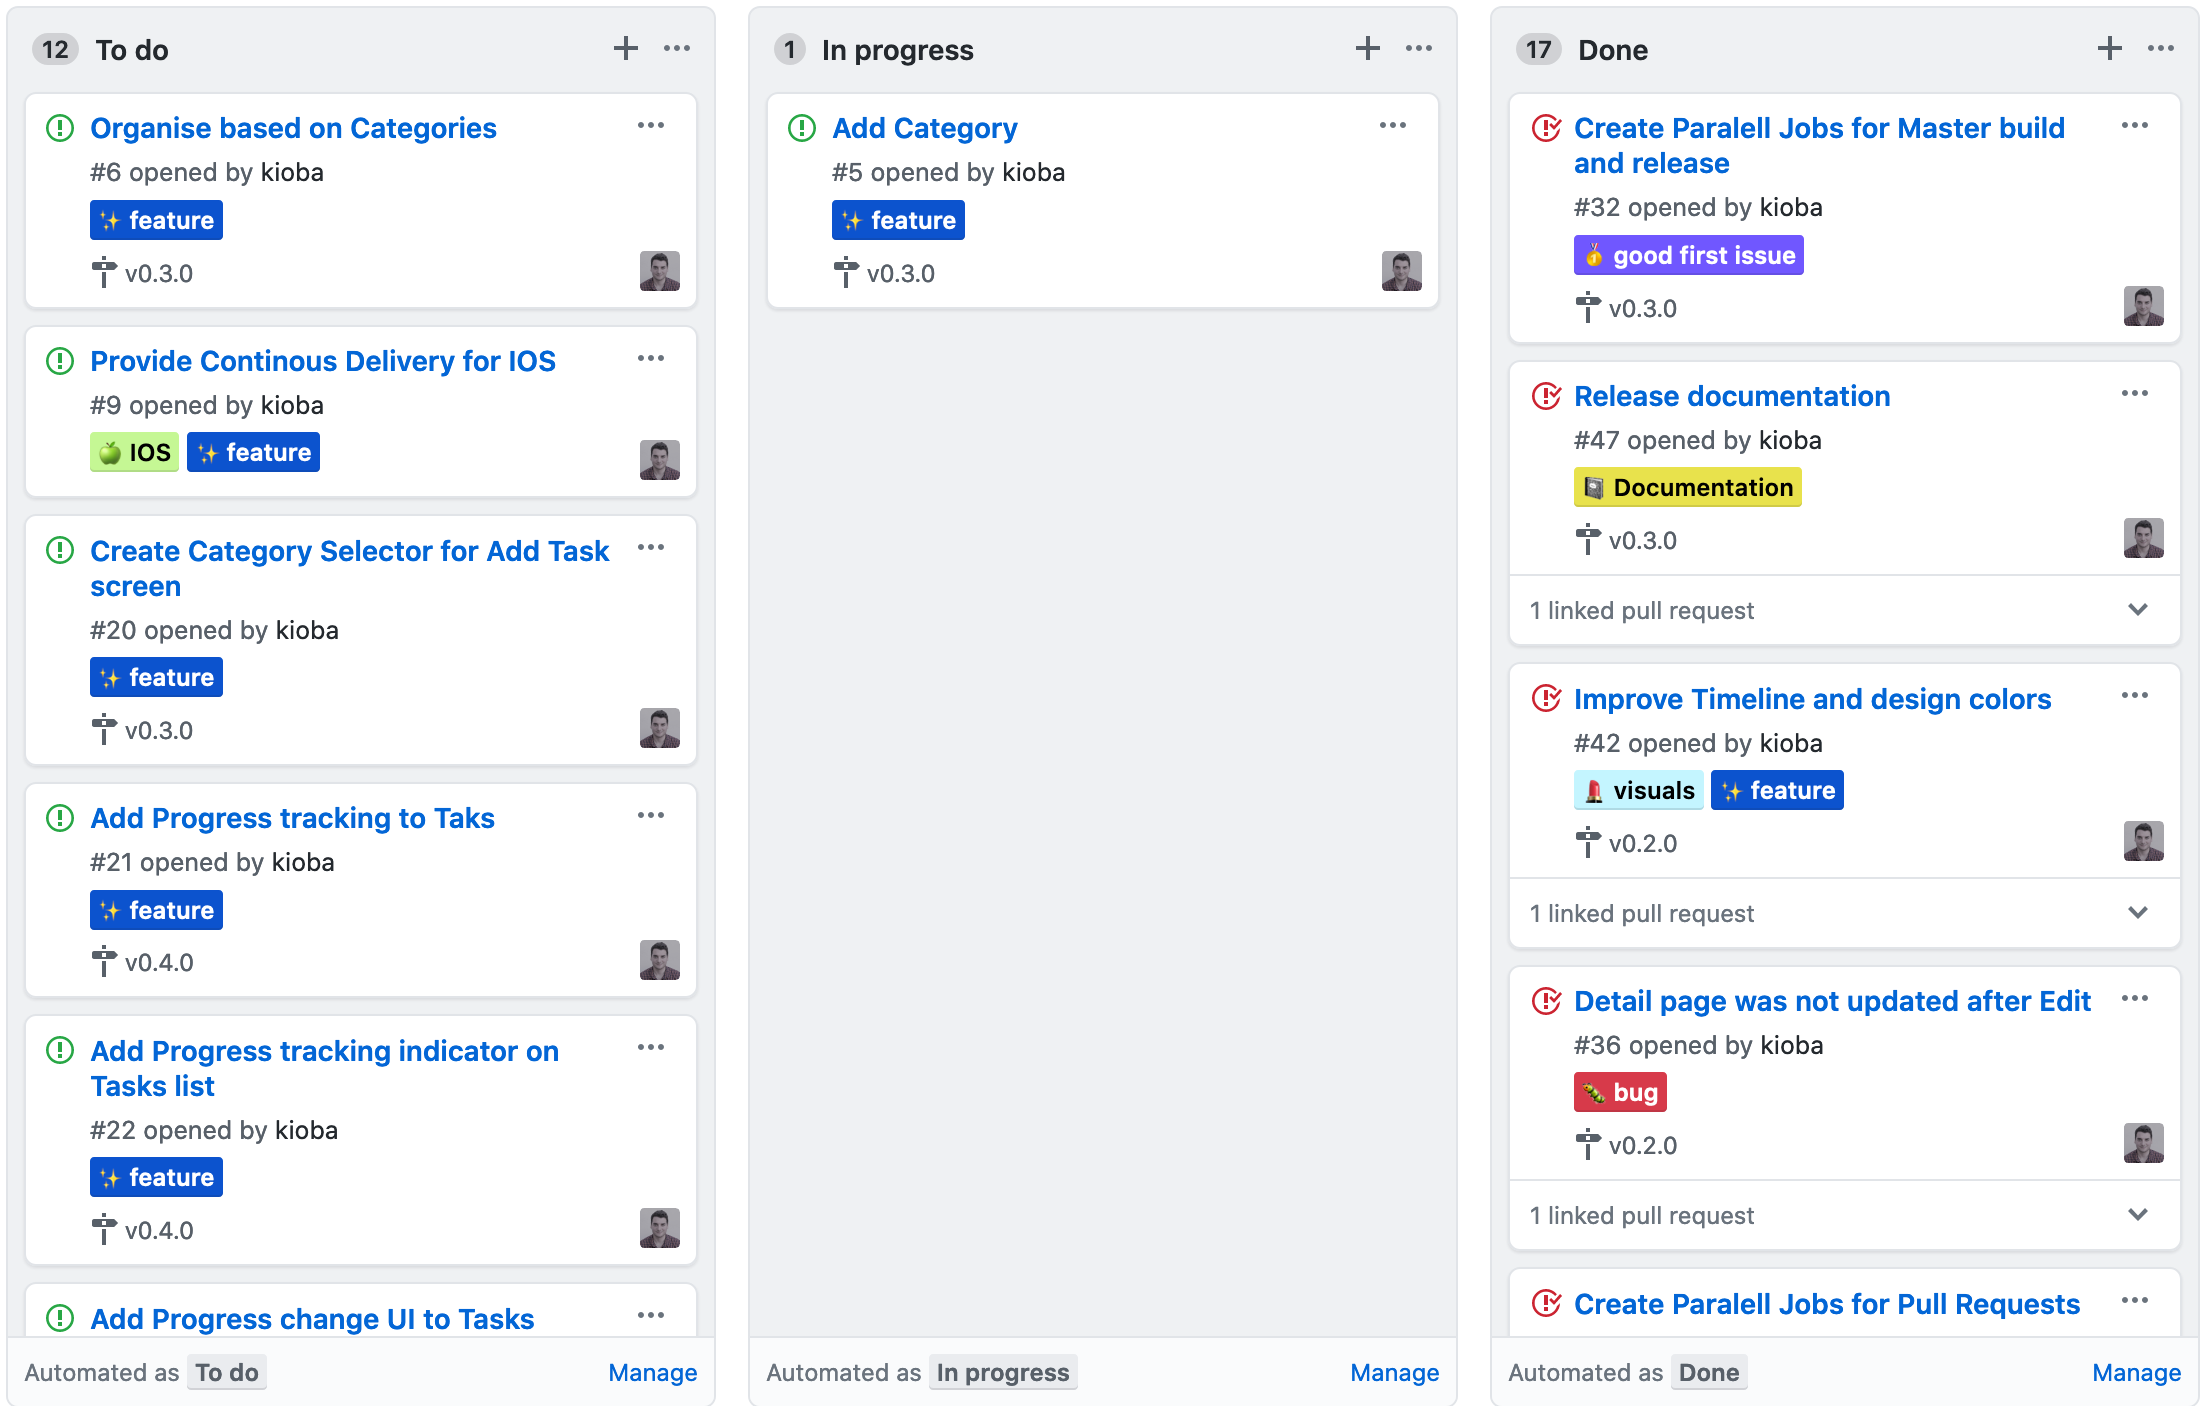 12 To do
Organise based on Categories
#6 opened by kioba
✨ feature
v0.3.0
Provide Continous Delivery for IOS
#9 opened by kioba
🍏 IOS ✨ feature
Create Category Selector for Add Task
screen
#20 opened by kioba
✨ feature
v0.3.0
Add Progress tracking to Taks
#21 opened by kioba
✨ feature
v0.4.0
Add Progress tracking indicator on
Tasks list
#22 opened by kioba
✨ feature
v0.4.0
Add Progress change UI to Tasks
Automated as To do Manage
1 In progress
Add Category
#5 opened by kioba
✨ feature
v0.3.0
Automated as In progress Manage
17 Done
Create Paralell Jobs for Master build
and release
#32 opened by kioba
🥇 good first issue
v0.3.0
Release documentation
#47 opened by kioba
📓 Documentation
v0.3.0
1 linked pull request
Improve Timeline and design colors
#42 opened by kioba
🚨 visuals ✨ feature
v0.2.0
1 linked pull request
Detail page was not updated after Edit
#36 opened by kioba
🐛 bug
v0.2.0
1 linked pull request
Create Paralell Jobs for Pull Requests
Automated as Done Manage